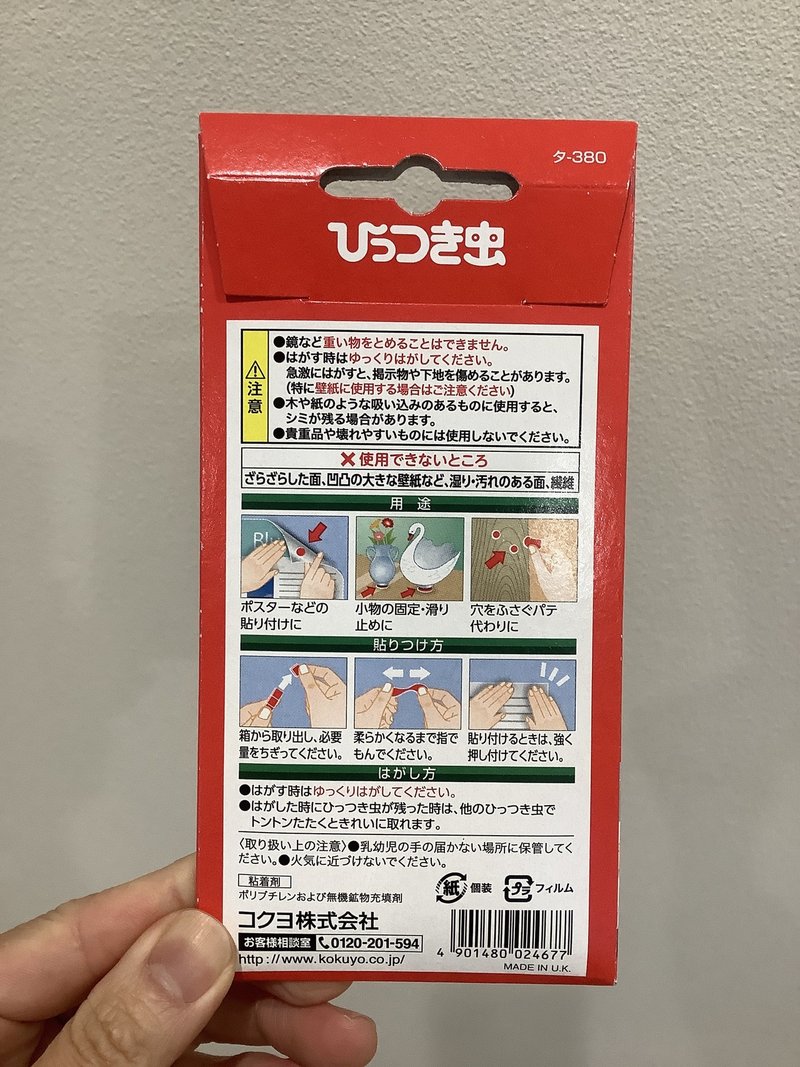 タ-380
ひっつき虫
注意
●鏡など重い物をとめることはできません。
●はがす時はゆっくりはがしてください。
急激にはがすと、掲示物や下地を傷めることがあります。
(特に壁紙に使用する場合はご注意ください)
●木や紙のような吸い込みのあるものに使用すると、
シミが残る場合があります。
●貴重品や壊れやすいものには使用しないでください。
✕使用できないところ
ざらざらした面、凹凸の大きな壁紙など、湿り・汚れのある面、繊維
用途
ポスターなどの
貼り付けに
小物の固定・滑り
止めに
穴をふさぐパテ
代わりに
貼りつけ方
箱から取り出し、必要
量をちぎってください。
柔らかくなるまで指で
もんでください。
貼り付けるときは、強く
押し付けてください。
はがし方
●はがす時はゆっくりはがしてください。
●はがした時にひっつき虫が残った時は、他のひっつき虫で
トントンたたくときれいに取れます。
〈取り扱い上の注意〉●乳幼児の手の届かない場所に保管してく
ださい。●火気に近づけないでください。
粘着剤
ポリブチレンおよび無機鉱物充填剤
紙 個装 プラ フィルム
コクヨ株式会社
お客様相談室 0120-201-594
http://www.kokuyo.co.jp/
4 901480 024677
MADE IN U.K.